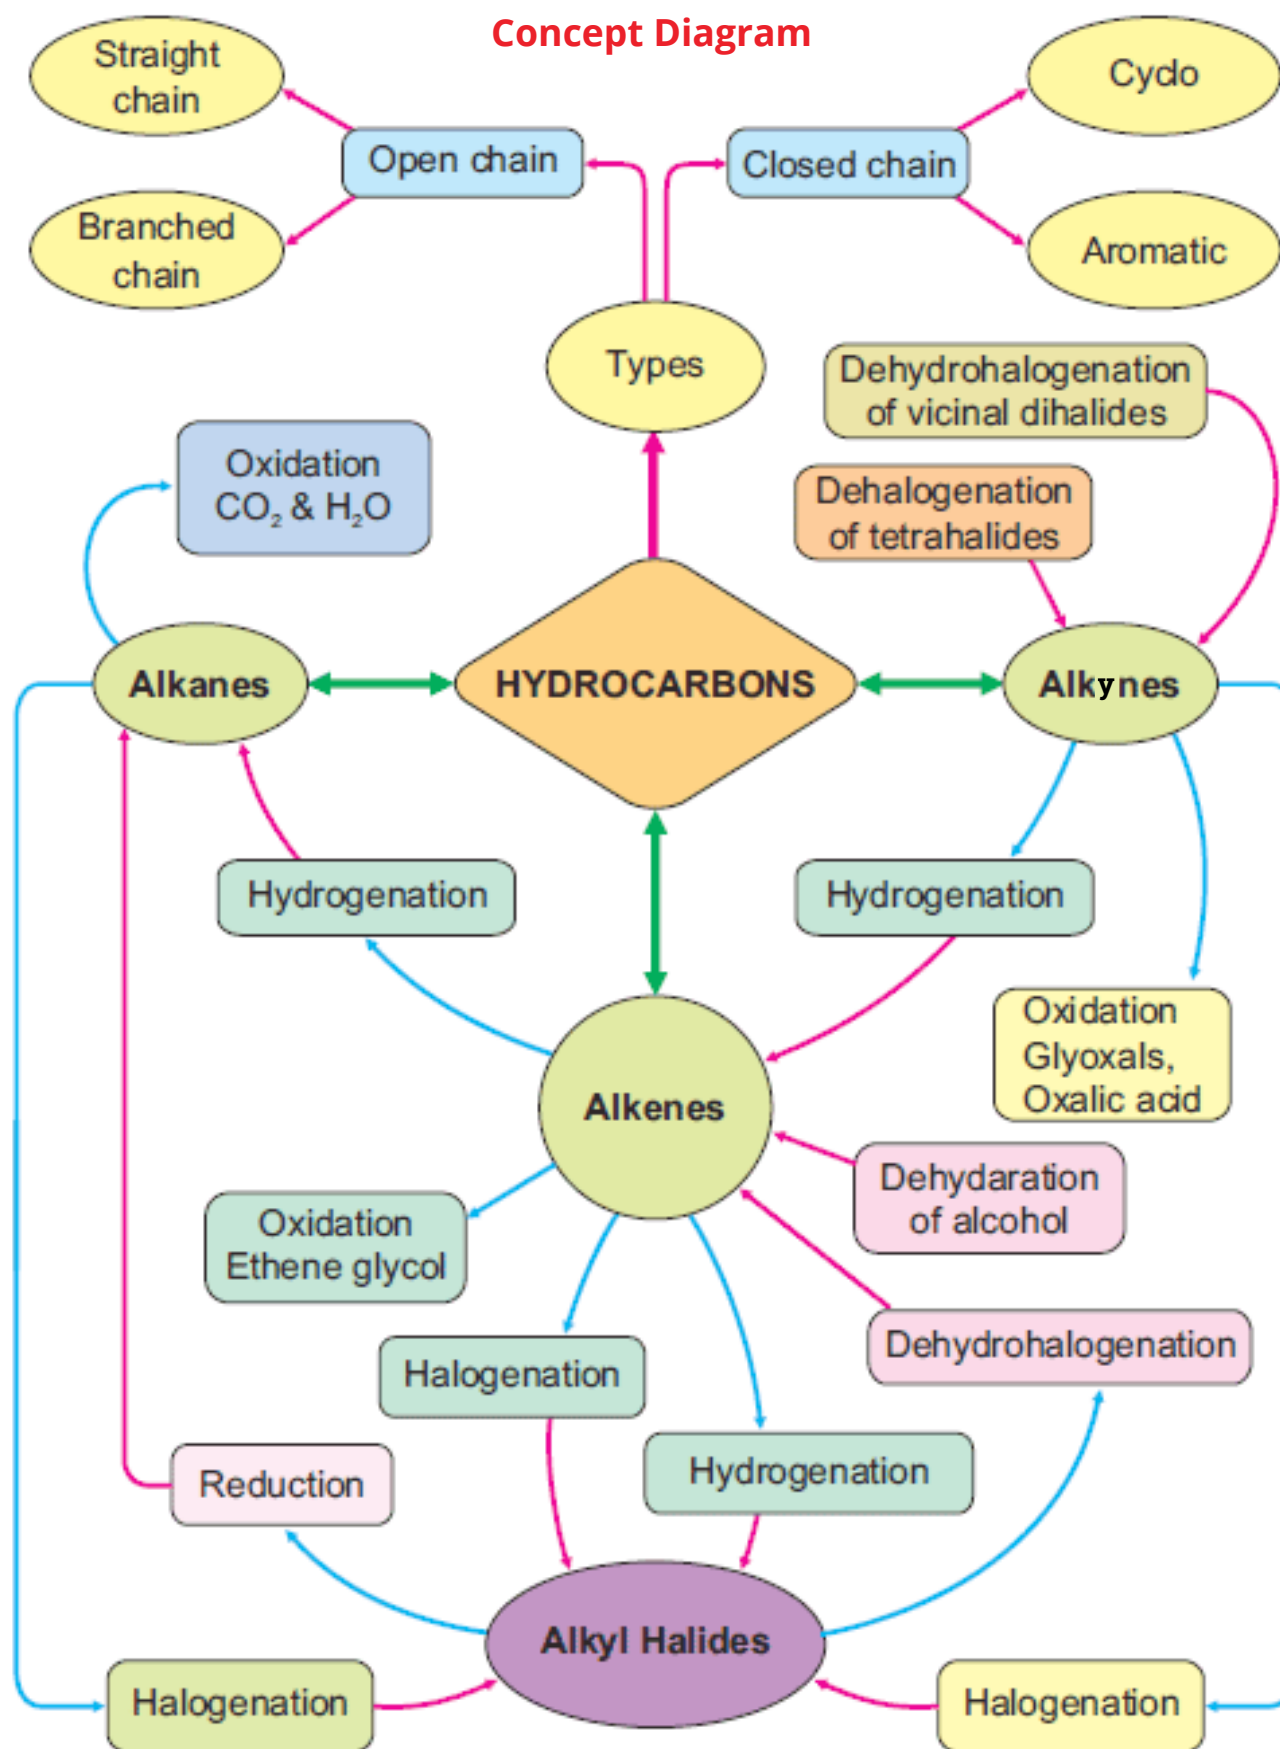 Concept Diagram
Straight
chain
Cyclo
Open chain
Closed chain
Branched
chain
Aromatic
Types
Dehydrohalogenation
of vicinal dihalides
Oxidation
CO₂ & H₂O
Dehalogenation
of tetrahalides
Alkanes
HYDROCARBONS
Alkynes
Hydrogenation
Hydrogenation
Oxidation
Glyoxals,
Oxalic acid
Alkenes
Dehydaration
of alcohol
Oxidation
Ethene glycol
Dehydrohalogenation
Halogenation
Hydrogenation
Reduction
Alkyl Halides
Halogenation
Halogenation